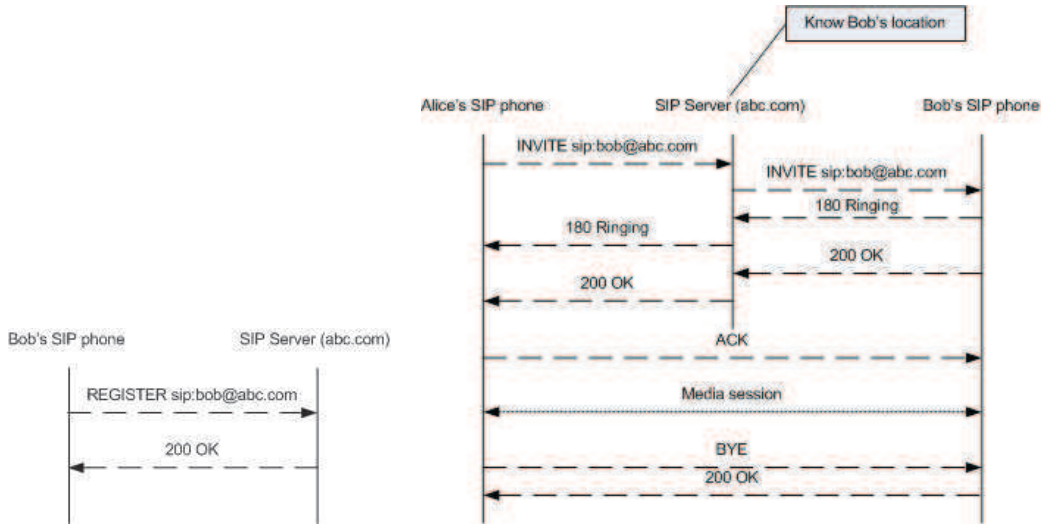 Know Bob's location
Alice's SIP phone
SIP Server (abc.com)
Bob's SIP phone
INVITE sip:bob@abc.com
INVITE sip:bob@abc.com
180 Ringing
180 Ringing
200 OK
200 OK
ACK
Media session
BYE
200 OK
Bob's SIP phone
SIP Server (abc.com)
REGISTER sip:bob@abc.com
200 OK